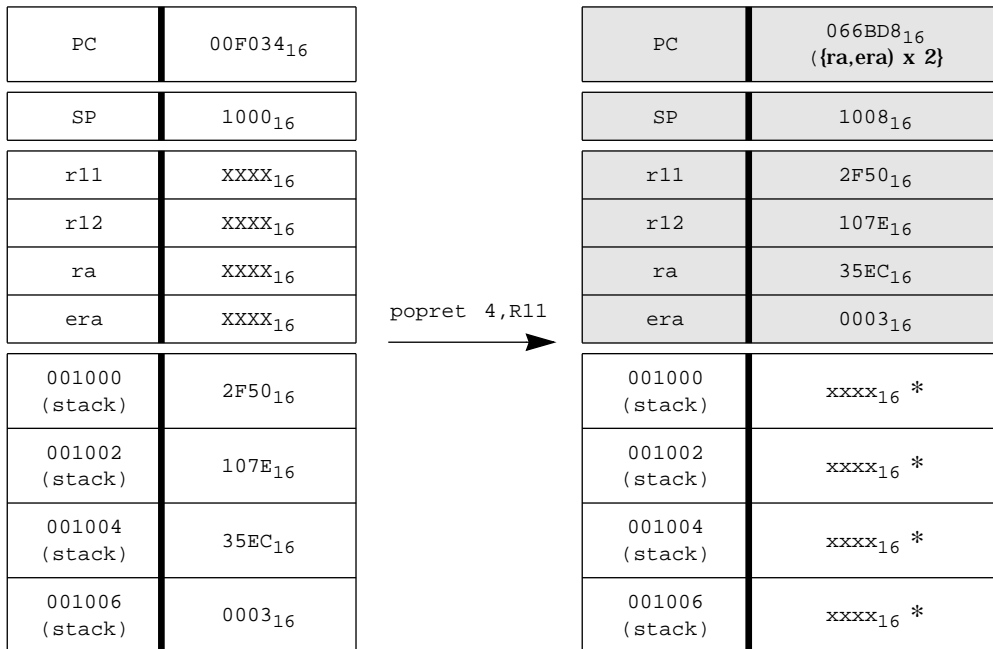 PC 00F034₁₆
SP 1000₁₆
r11 XXXX₁₆
r12 XXXX₁₆
ra XXXX₁₆
era XXXX₁₆
001000
(stack) 2F50₁₆
001002
(stack) 107E₁₆
001004
(stack) 35EC₁₆
001006
(stack) 0003₁₆
popret 4,R11
PC 066BD8₁₆
({ra,era) x 2}
SP 1008₁₆
r11 2F50₁₆
r12 107E₁₆
ra 35EC₁₆
era 0003₁₆
001000
(stack) xxxx₁₆ *
001002
(stack) xxxx₁₆ *
001004
(stack) xxxx₁₆ *
001006
(stack) xxxx₁₆ *